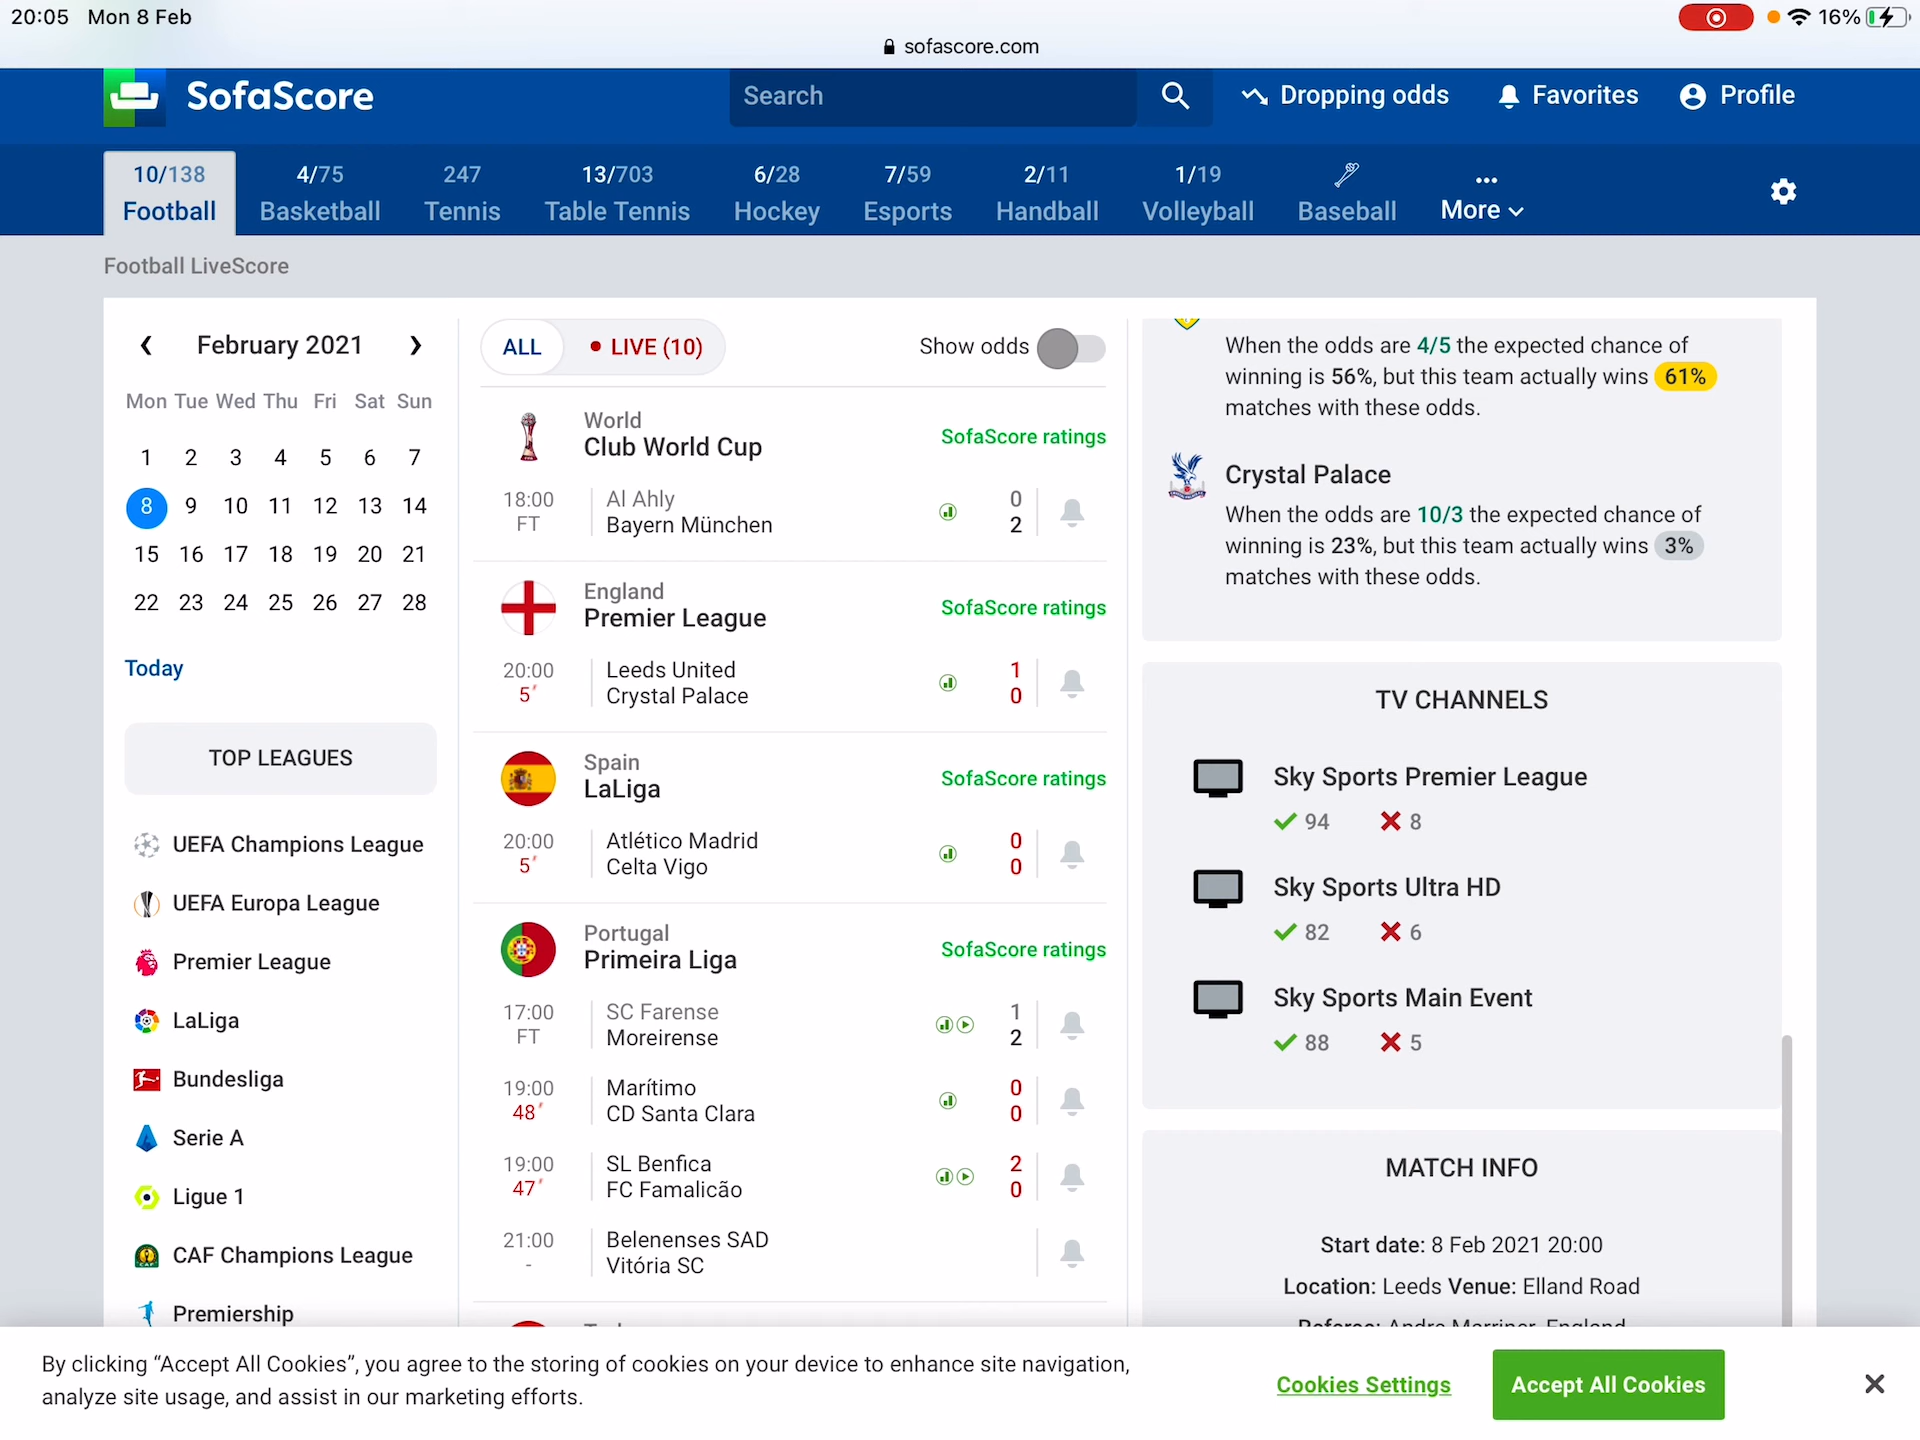 20:05 Mon 8 Feb
16%
sofascore.com
SofaScore
Search
Dropping odds
Favorites
Profile
10/138
Football
4/75
Basketball
247
Tennis
13/703
Table Tennis
6/28
Hockey
7/59
Esports
2/11
Handball
1/19
Volleyball
Baseball
...
More
Football LiveScore
February 2021
Mon Tue Wed Thu Fri Sat Sun
1 2 3 4 5 6 7
8 9 10 11 12 13 14
15 16 17 18 19 20 21
22 23 24 25 26 27 28
Today
TOP LEAGUES
UEFA Champions League
UEFA Europa League
Premier League
LaLiga
Bundesliga
Serie A
Ligue 1
CAF Champions League
Premiership
ALL
LIVE (10)
Show odds
World
Club World Cup
SofaScore ratings
18:00 Al Ahly 0
FT Bayern München 2
England
Premier League
SofaScore ratings
20:00 Leeds United 1
5' Crystal Palace 0
Spain
LaLiga
SofaScore ratings
20:00 Atlético Madrid 0
5' Celta Vigo 0
Portugal
Primeira Liga
SofaScore ratings
17:00 SC Farense 1
FT Moreirense 2
19:00 Marítimo 0
48' CD Santa Clara 0
19:00 SL Benfica 2
47' FC Famalicão 0
21:00 Belenenses SAD
- Vitória SC
When the odds are 4/5 the expected chance of
winning is 56%, but this team actually wins 61%
matches with these odds.
Crystal Palace
When the odds are 10/3 the expected chance of
winning is 23%, but this team actually wins 3%
matches with these odds.
TV CHANNELS
Sky Sports Premier League
94 8
Sky Sports Ultra HD
82 6
Sky Sports Main Event
88 5
MATCH INFO
Start date: 8 Feb 2021 20:00
Location: Leeds Venue: Elland Road
Referee: Andre Marriner, England
By clicking “Accept All Cookies”, you agree to the storing of cookies on your device to enhance site navigation,
analyze site usage, and assist in our marketing efforts.
Cookies Settings
Accept All Cookies